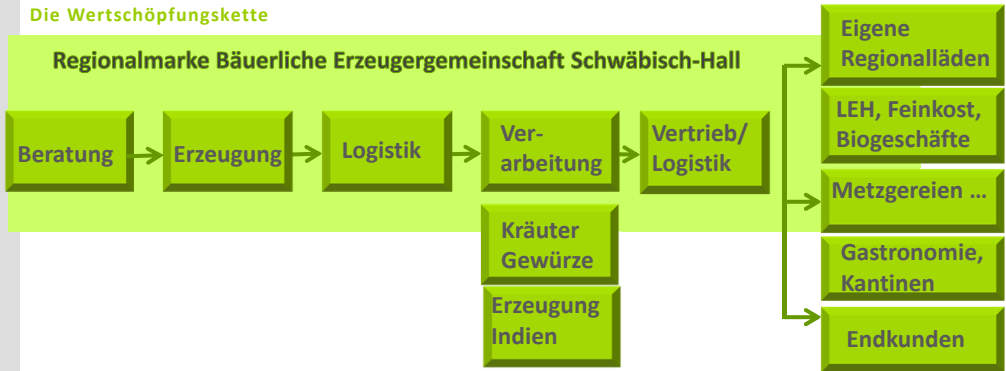 Die Wertschöpfungskette
Regionalmarke Bäuerliche Erzeugergemeinschaft Schwäbisch-Hall
Beratung
Erzeugung
Logistik
Ver-
arbeitung
Vertrieb/
Logistik
Kräuter
Gewürze
Erzeugung
Indien
Eigene
Regionalläden
LEH, Feinkost,
Biogeschäfte
Metzgereien ...
Gastronomie,
Kantinen
Endkunden